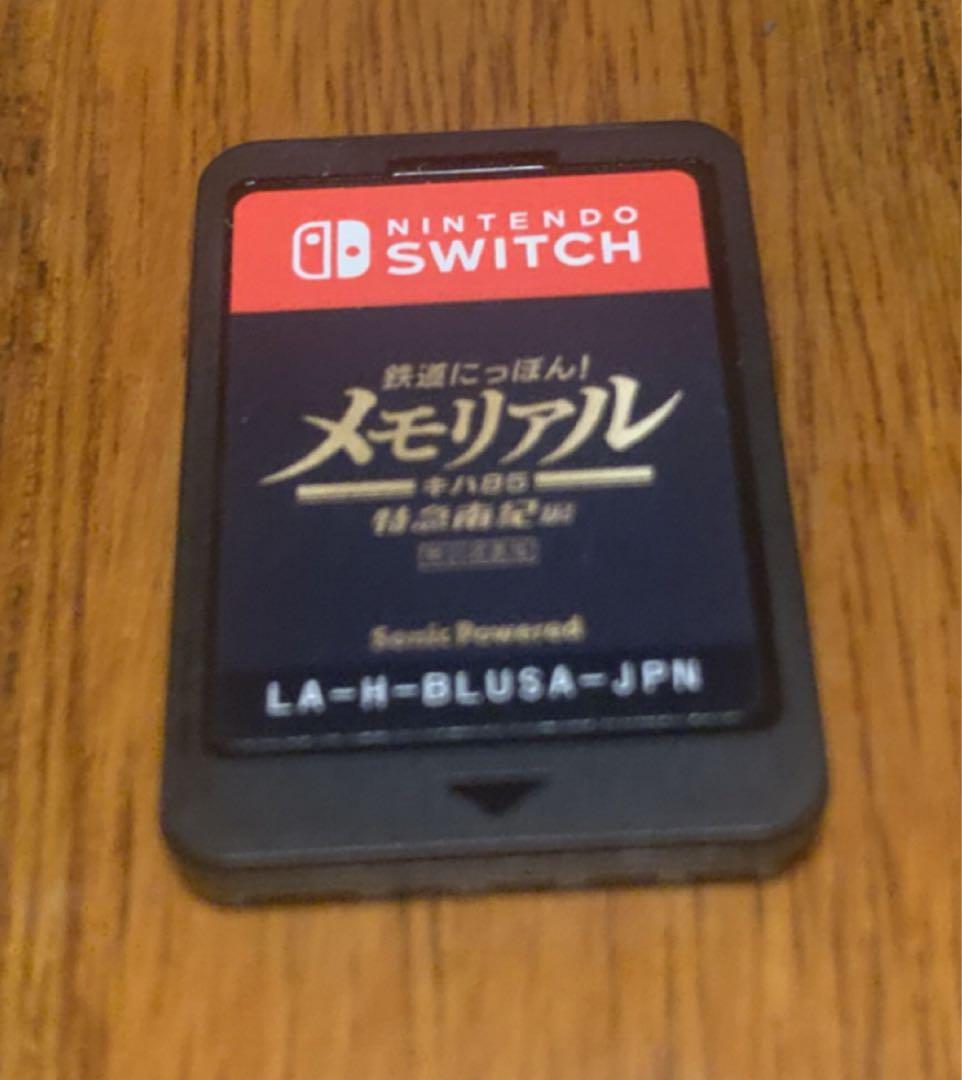 NINTENDO
SWITCH
鉄道にっぽん!
メモリアル
キハ85
特急南紀編
Sonic Powered
LA-H-BLUSA-JPN